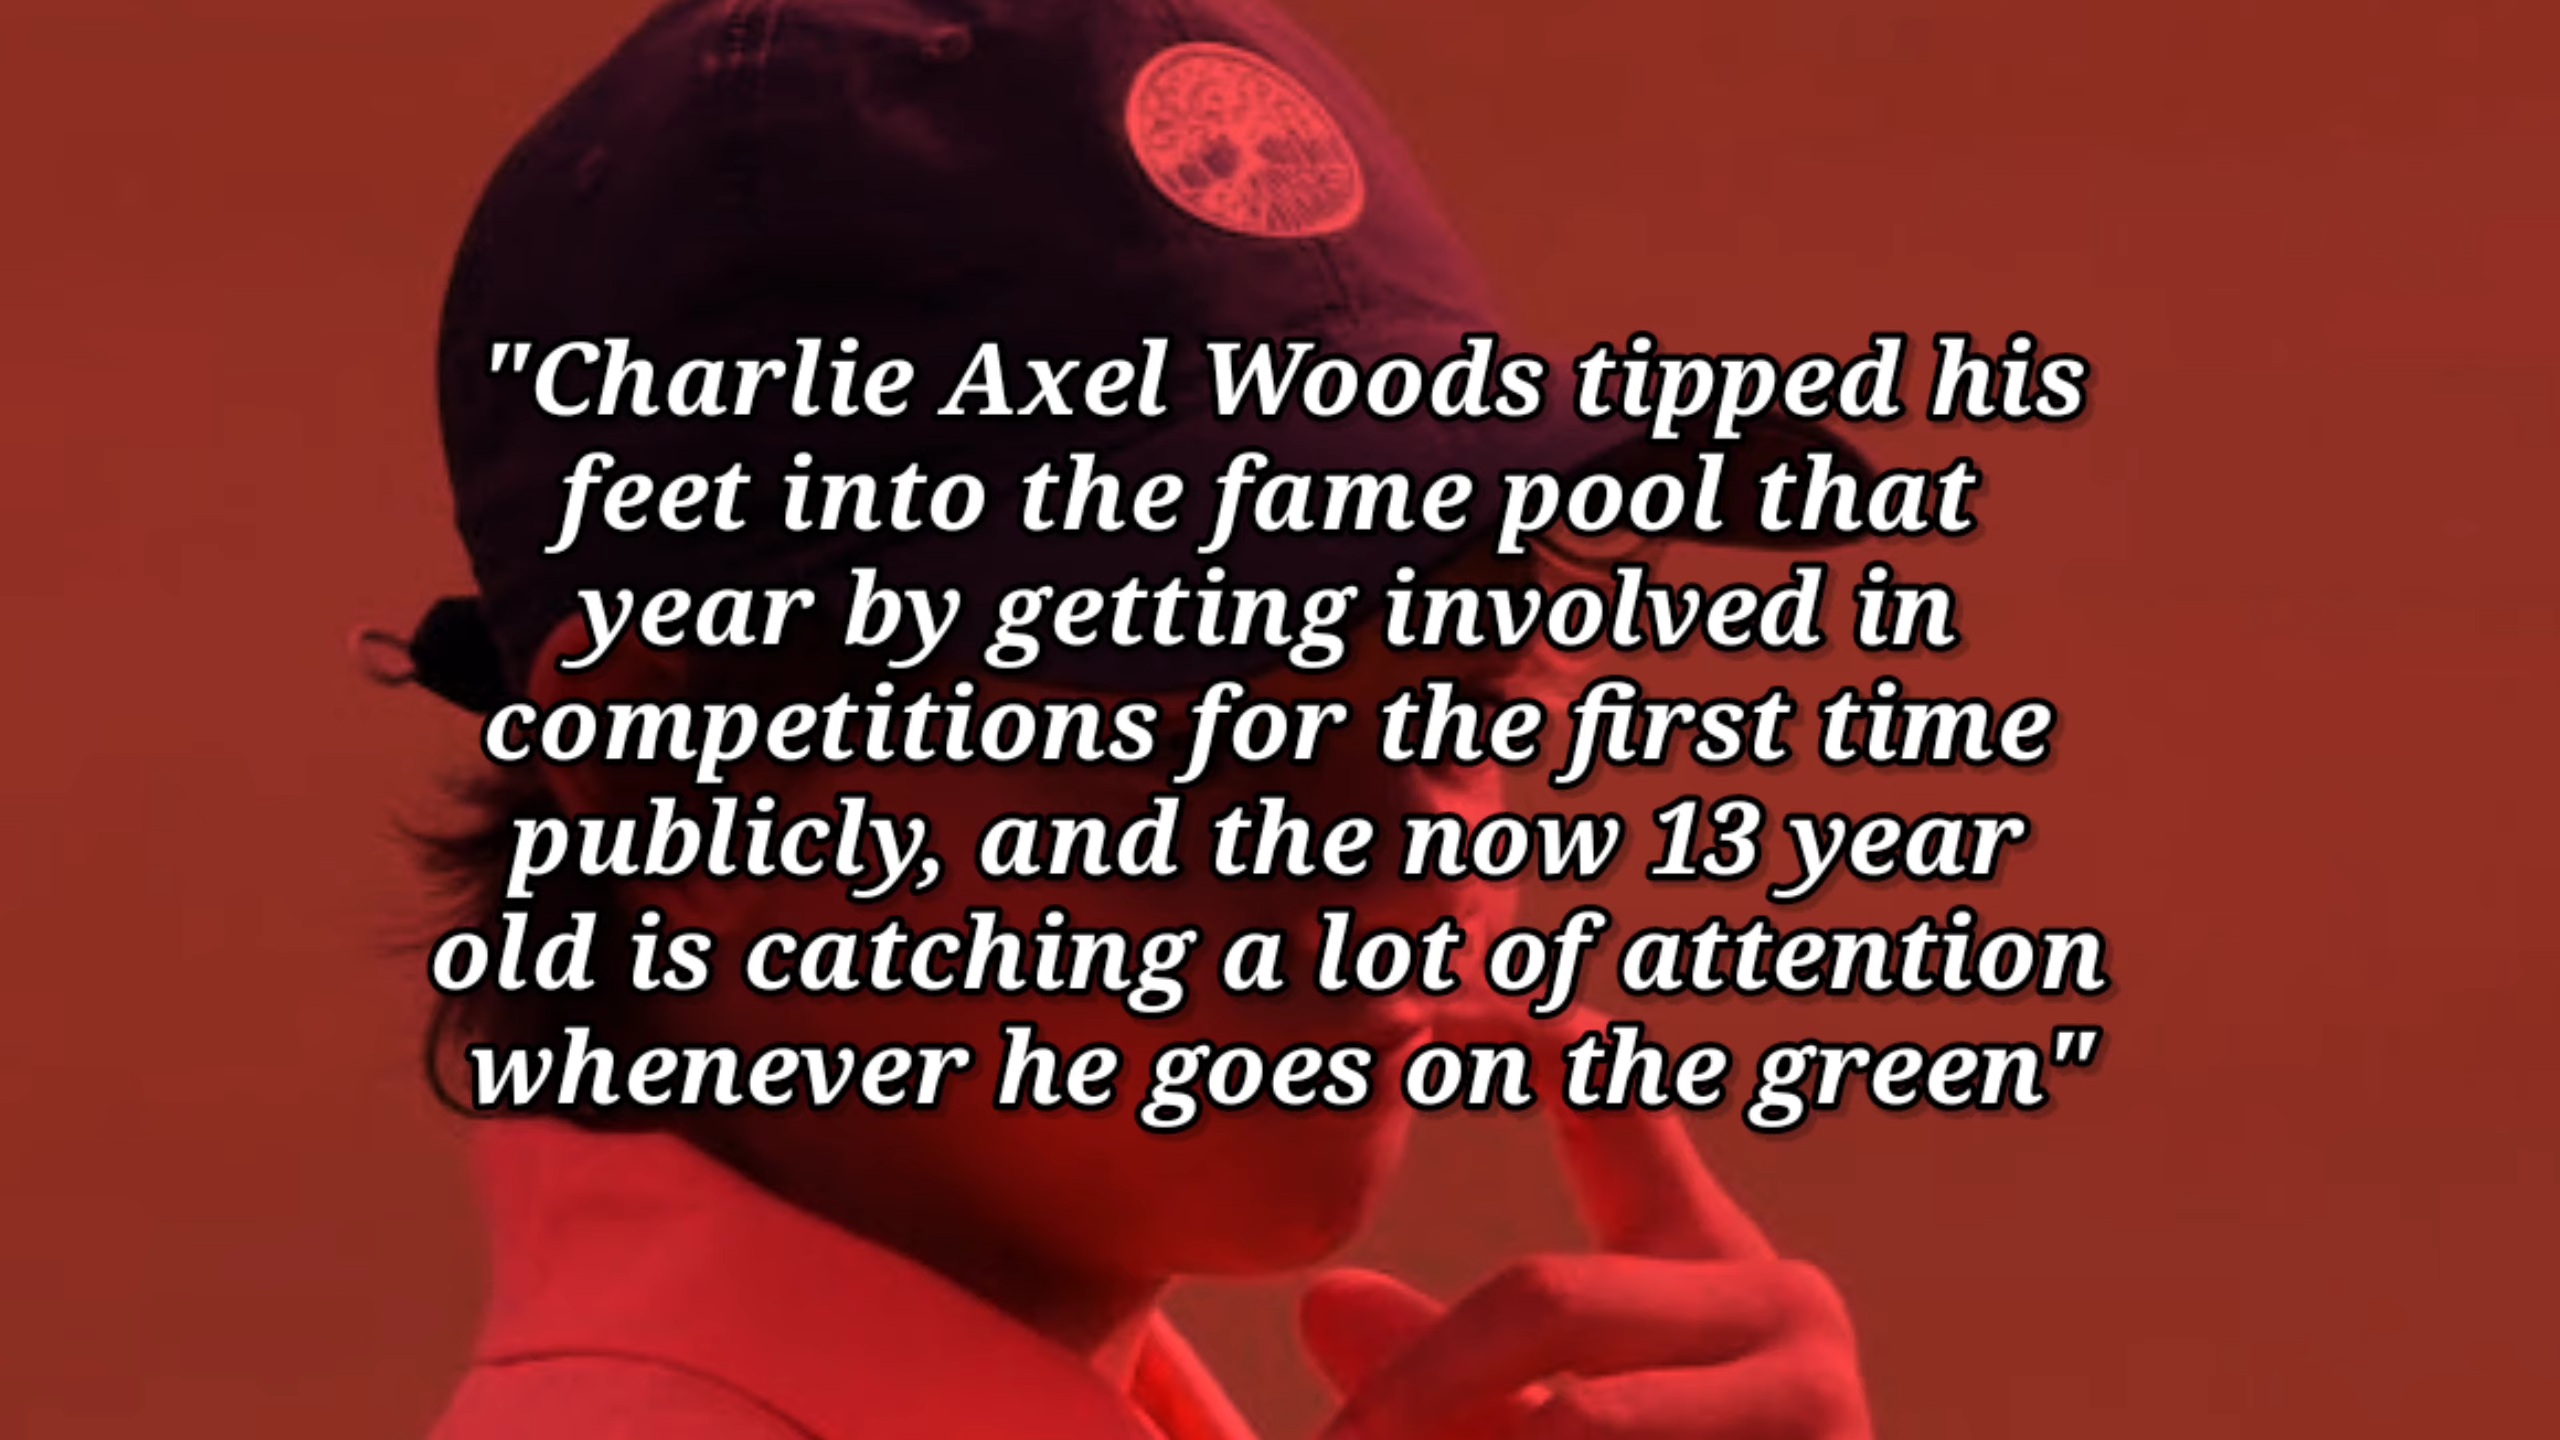 "Charlie Axel Woods tipped his
feet into the fame pool that
year by getting involved in
competitions for the first time
publicly, and the now 13 year
old is catching a lot of attention
whenever he goes on the green"